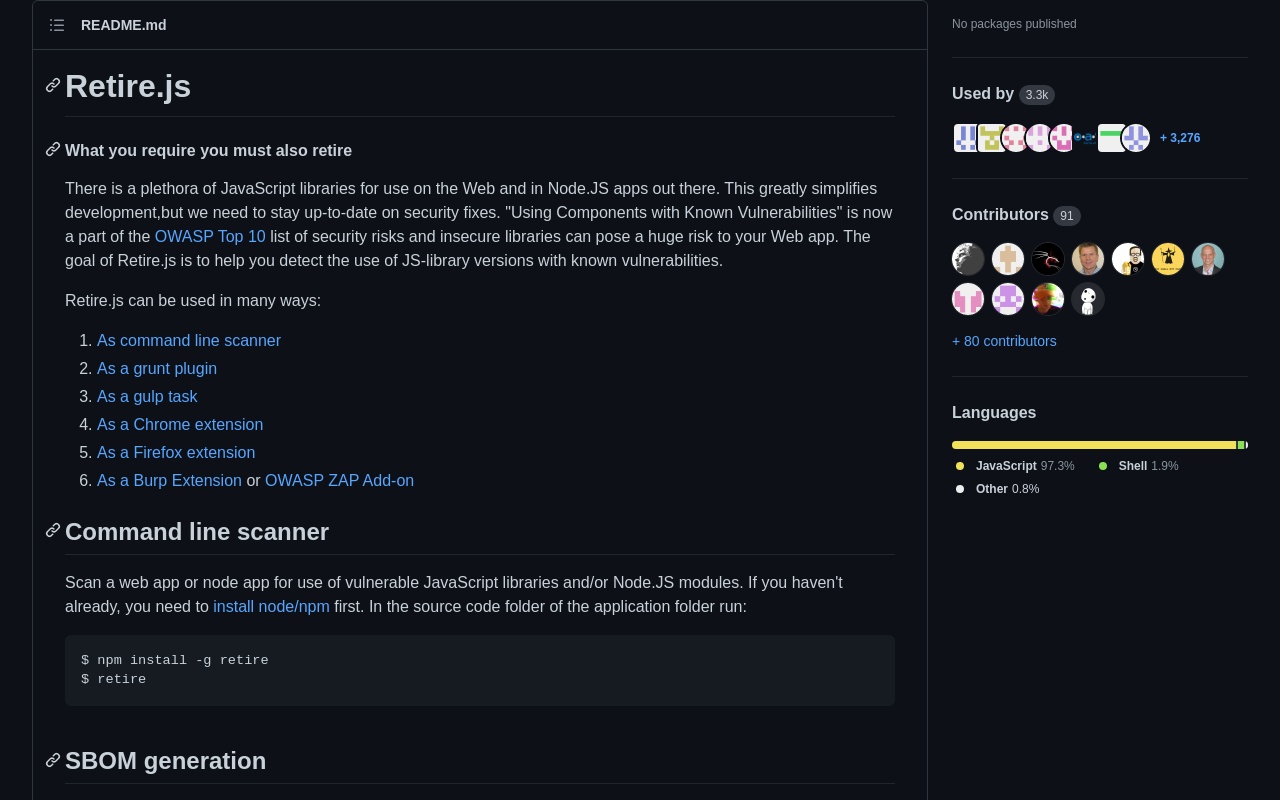 README.md
Retire.js
What you require you must also retire
There is a plethora of JavaScript libraries for use on the Web and in Node.JS apps out there. This greatly simplifies
development,but we need to stay up-to-date on security fixes. "Using Components with Known Vulnerabilities" is now
a part of the OWASP Top 10 list of security risks and insecure libraries can pose a huge risk to your Web app. The
goal of Retire.js is to help you detect the use of JS-library versions with known vulnerabilities.
Retire.js can be used in many ways:
1. As command line scanner
2. As a grunt plugin
3. As a gulp task
4. As a Chrome extension
5. As a Firefox extension
6. As a Burp Extension or OWASP ZAP Add-on
Command line scanner
Scan a web app or node app for use of vulnerable JavaScript libraries and/or Node.JS modules. If you haven't
already, you need to install node/npm first. In the source code folder of the application folder run:
$ npm install -g retire
$ retire
SBOM generation
No packages published
Used by 3.3k
+ 3,276
Contributors 91
+ 80 contributors
Languages
JavaScript 97.3% Shell 1.9%
Other 0.8%